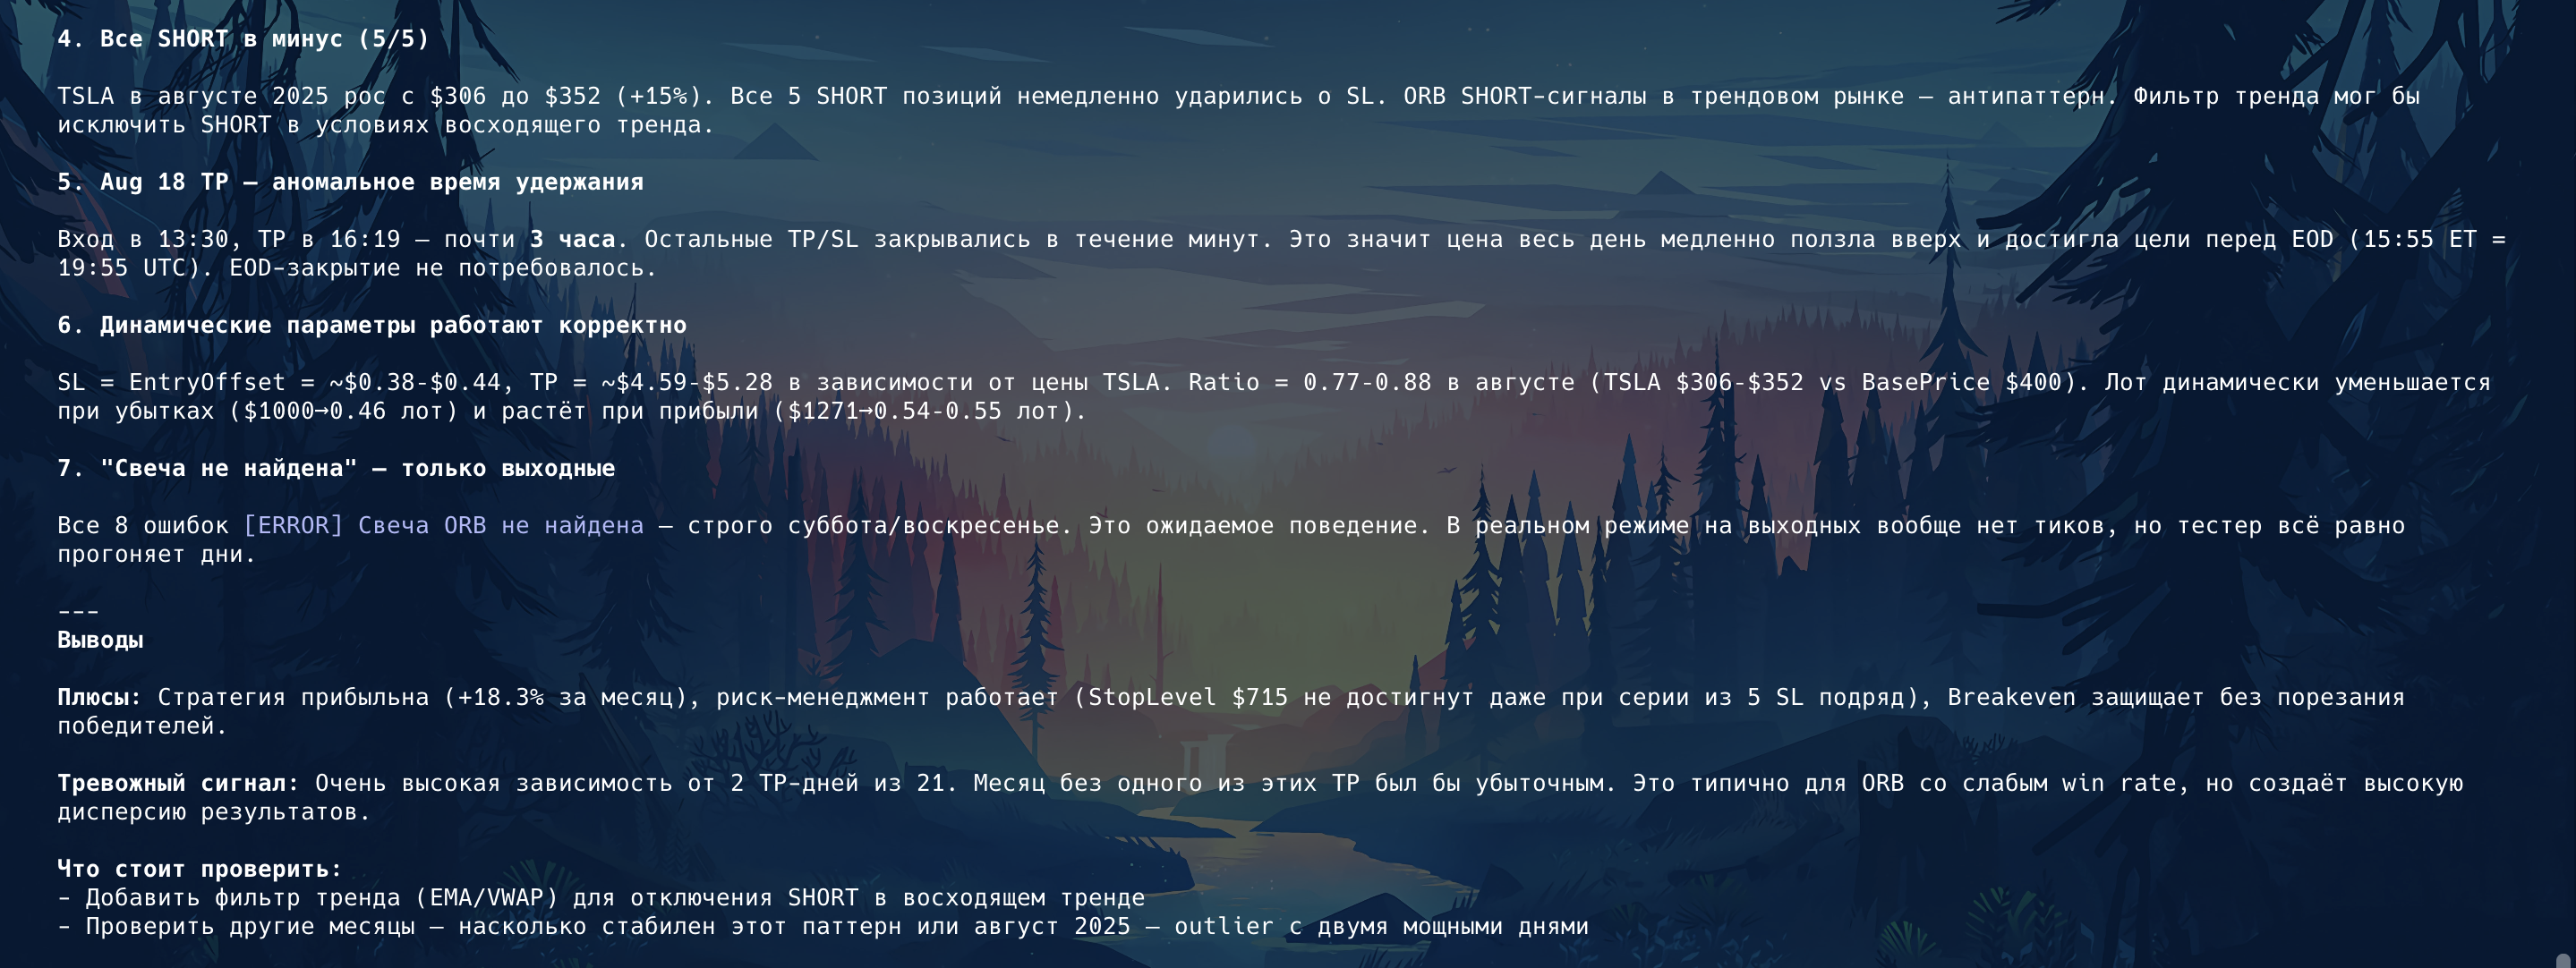 4. Все SHORT в минус (5/5)
TSLA в августе 2025 рос с $306 до $352 (+15%). Все 5 SHORT позиций немедленно ударились о SL. ORB SHORT-сигналы в трендовом рынке — антипаттерн. Фильтр тренда мог бы
исключить SHORT в условиях восходящего тренда.
5. Aug 18 TP — аномальное время удержания
Вход в 13:30, TP в 16:19 — почти 3 часа. Остальные TP/SL закрывались в течение минут. Это значит цена весь день медленно ползла вверх и достигла цели перед EOD (15:55 ET =
19:55 UTC). EOD-закрытие не потребовалось.
6. Динамические параметры работают корректно
SL = EntryOffset = ~$0.38-$0.44, TP = ~$4.59-$5.28 в зависимости от цены TSLA. Ratio = 0.77-0.88 в августе (TSLA $306-$352 vs BasePrice $400). Лот динамически уменьшается
при убытках ($1000→0.46 лот) и растёт при прибыли ($1271→0.54-0.55 лот).
7. "Свеча не найдена" — только выходные
Все 8 ошибок [ERROR] Свеча ORB не найдена — строго суббота/воскресенье. Это ожидаемое поведение. В реальном режиме на выходных вообще нет тиков, но тестер всё равно
прогоняет дни.
---
Выводы
Плюсы: Стратегия прибыльна (+18.3% за месяц), риск-менеджмент работает (StopLevel $715 не достигнут даже при серии из 5 SL подряд), Breakeven защищает без порезания
победителей.
Тревожный сигнал: Очень высокая зависимость от 2 TP-дней из 21. Месяц без одного из этих TP был бы убыточным. Это типично для ORB со слабым win rate, но создаёт высокую
дисперсию результатов.
Что стоит проверить:
- Добавить фильтр тренда (EMA/VWAP) для отключения SHORT в восходящем тренде
- Проверить другие месяцы — насколько стабилен этот паттерн или август 2025 — outlier с двумя мощными днями